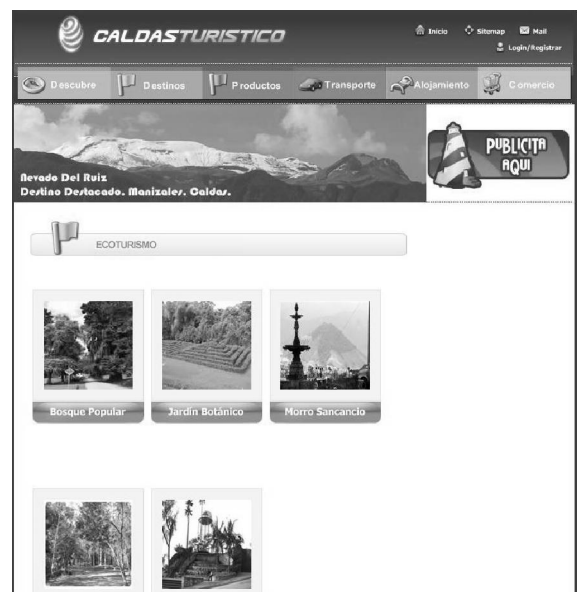 CALDASTURISTICO
Inicio Sitemap Mail
Login/Registrar
Descubre Destinos Productos Transporte Alojamiento Comercio
Nevado Del Ruiz
Destino Destacado. Manizales. Caldas.
PUBLICITA
AQUI
ECOTURISMO
Bosque Popular Jardín Botánico Morro Sancancio